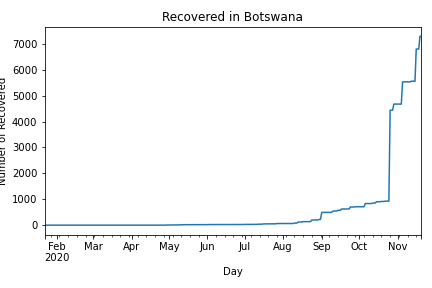 Recovered in Botswana
Number of Recovered
7000
6000
5000
4000
3000
2000
1000
0
Feb Mar Apr May Jun Jul Aug Sep Oct Nov
2020
Day